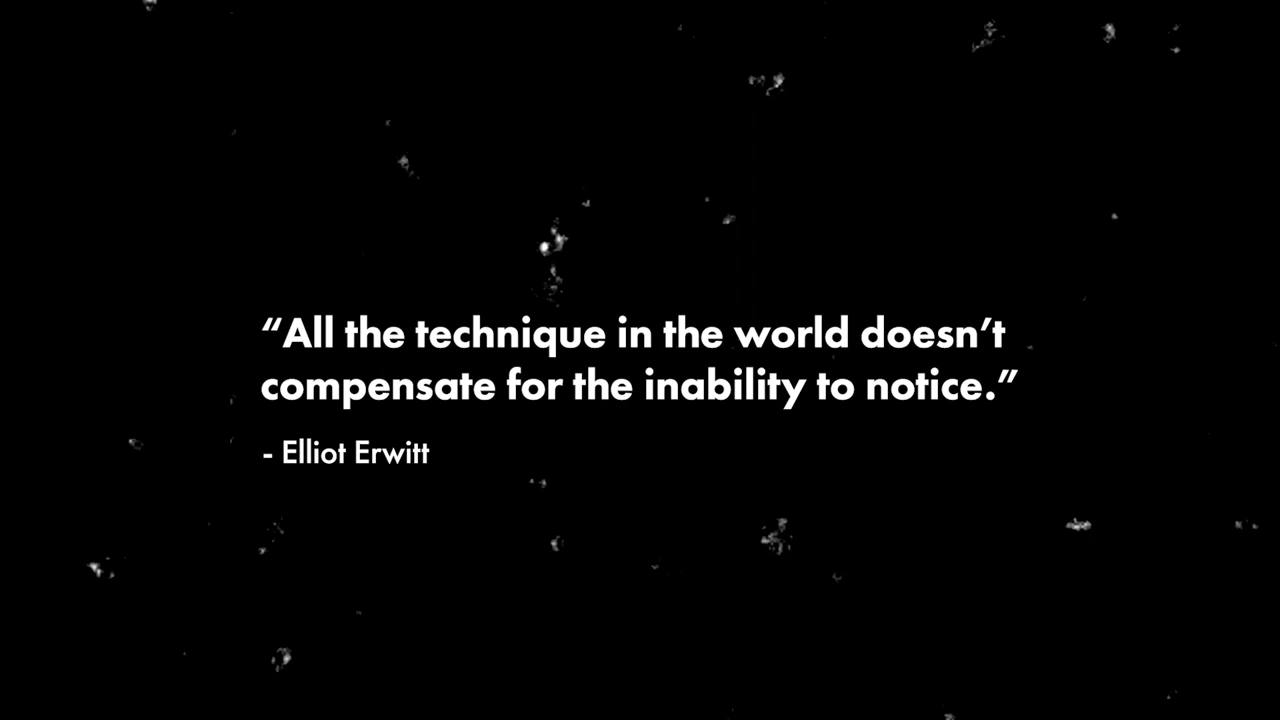 “All the technique in the world doesn’t
compensate for the inability to notice.”
- Elliot Erwitt